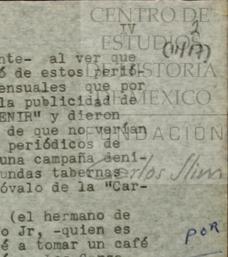 CENTRO DE
ESTUDIOS
DE HISTORIA
DE MEXICO
FUNDACIÓN
Carlos Slim
IV
nte- al ver que
ó de estos perió-
ensuales que por
la publicidad de
ENIR" y dieron
de que no verían
periódicos de
una campaña deni-
undas tabernas
óvalo de la "Car-
(el hermano de
o Jr, -quien es
é a tomar un café
por